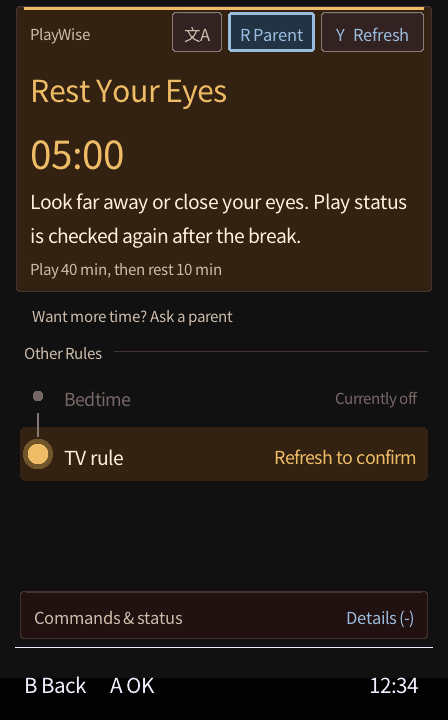 PlayWise
文A
R Parent
Y Refresh
Rest Your Eyes
05:00
Look far away or close your eyes. Play status
is checked again after the break.
Play 40 min, then rest 10 min
Want more time? Ask a parent
Other Rules
Bedtime
Currently off
TV rule
Refresh to confirm
Commands & status
Details (-)
B Back
A OK
12:34